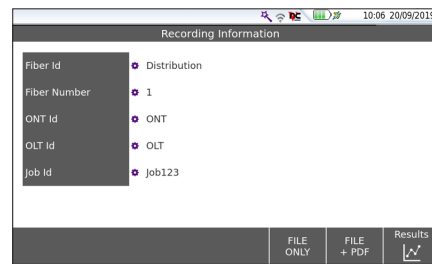 10:06 20/09/2019
Recording Information
Fiber Id Distribution
Fiber Number 1
ONT Id ONT
OLT Id OLT
Job Id Job123
FILE ONLY
FILE + PDF
Results